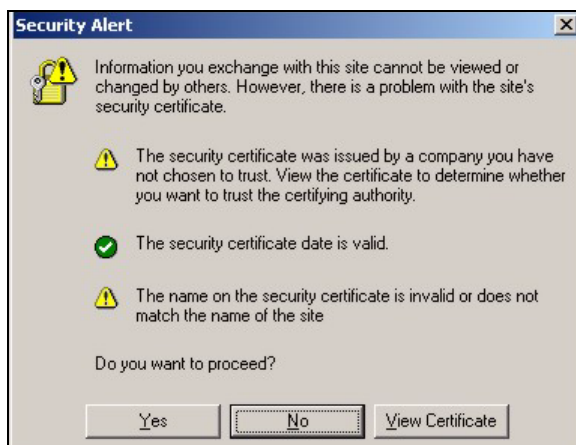 Security Alert
Information you exchange with this site cannot be viewed or
changed by others. However, there is a problem with the site's
security certificate.
The security certificate was issued by a company you have
not chosen to trust. View the certificate to determine whether
you want to trust the certifying authority.
The security certificate date is valid.
The name on the security certificate is invalid or does not
match the name of the site
Do you want to proceed?
Yes
No
View Certificate